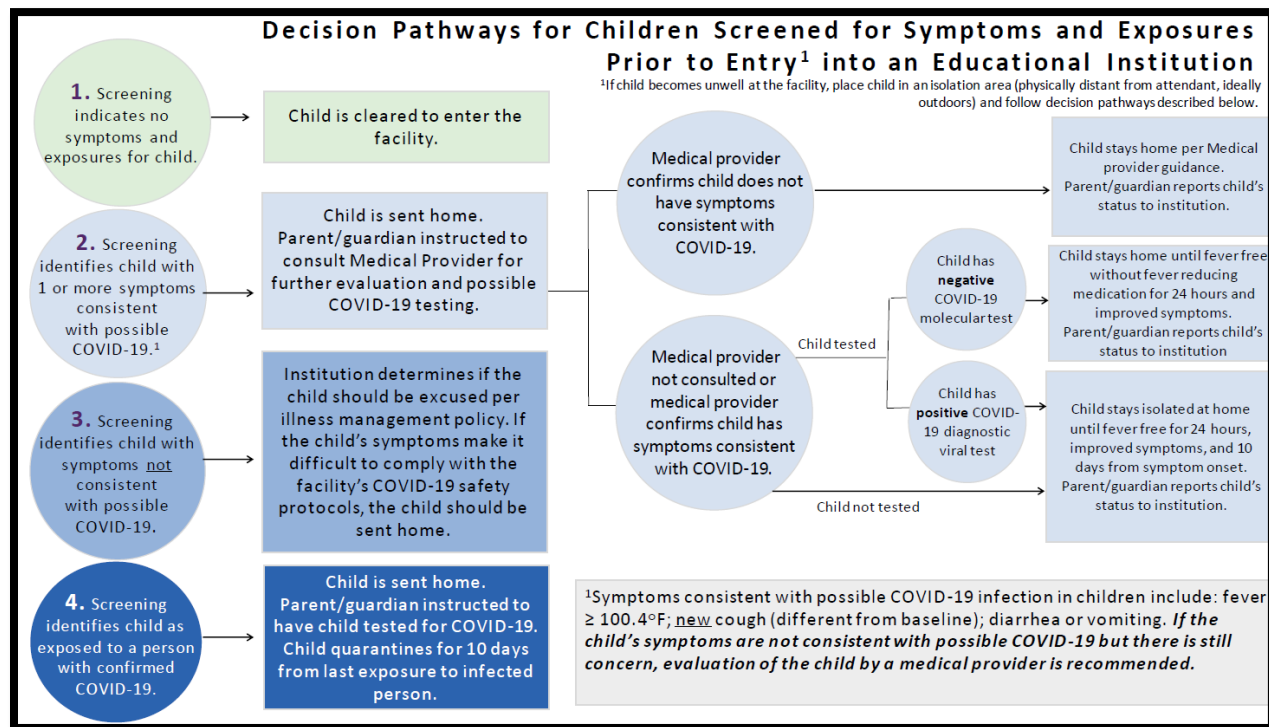 Decision Pathways for Children Screened for Symptoms and Exposures
Prior to Entry¹ into an Educational Institution
¹If child becomes unwell at the facility, place child in an isolation area (physically distant from attendant, ideally
outdoors) and follow decision pathways described below.
1. Screening
indicates no
symptoms and
exposures for child.
Child is cleared to enter the
facility.
2. Screening
identifies child with
1 or more symptoms
consistent
with possible
COVID-19.¹
Child is sent home.
Parent/guardian instructed to
consult Medical Provider for
further evaluation and possible
COVID-19 testing.
Medical provider
confirms child does not
have symptoms
consistent with
COVID-19.
Child stays home per Medical
provider guidance.
Parent/guardian reports child's
status to institution.
Medical provider
not consulted or
medical provider
confirms child has
symptoms consistent
with COVID-19.
Child tested
Child has
negative
COVID-19
molecular test
Child stays home until fever free
without fever reducing
medication for 24 hours and
improved symptoms.
Parent/guardian reports child's
status to institution
Child has
positive COVID-
19 diagnostic
viral test
Child not tested
Child stays isolated at home
until fever free for 24 hours,
improved symptoms, and 10
days from symptom onset.
Parent/guardian reports child's
status to institution.
3. Screening
identifies child with
symptoms not
consistent
with possible
COVID-19.
Institution determines if the
child should be excused per
illness management policy. If
the child's symptoms make it
difficult to comply with the
facility's COVID-19 safety
protocols, the child should be
sent home.
4. Screening
identifies child as
exposed to a person
with confirmed
COVID-19.
Child is sent home.
Parent/guardian instructed to
have child tested for COVID-19.
Child quarantines for 10 days
from last exposure to infected
person.
¹Symptoms consistent with possible COVID-19 infection in children include: fever
≥ 100.4°F; new cough (different from baseline); diarrhea or vomiting. If the
child's symptoms are not consistent with possible COVID-19 but there is still
concern, evaluation of the child by a medical provider is recommended.